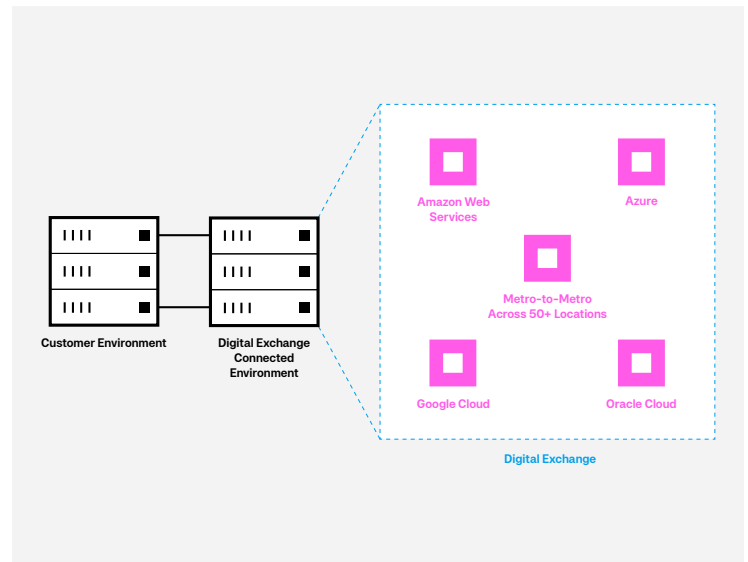 Customer Environment
Digital Exchange
Connected
Environment
Amazon Web
Services
Azure
Metro-to-Metro
Across 50+ Locations
Google Cloud
Oracle Cloud
Digital Exchange